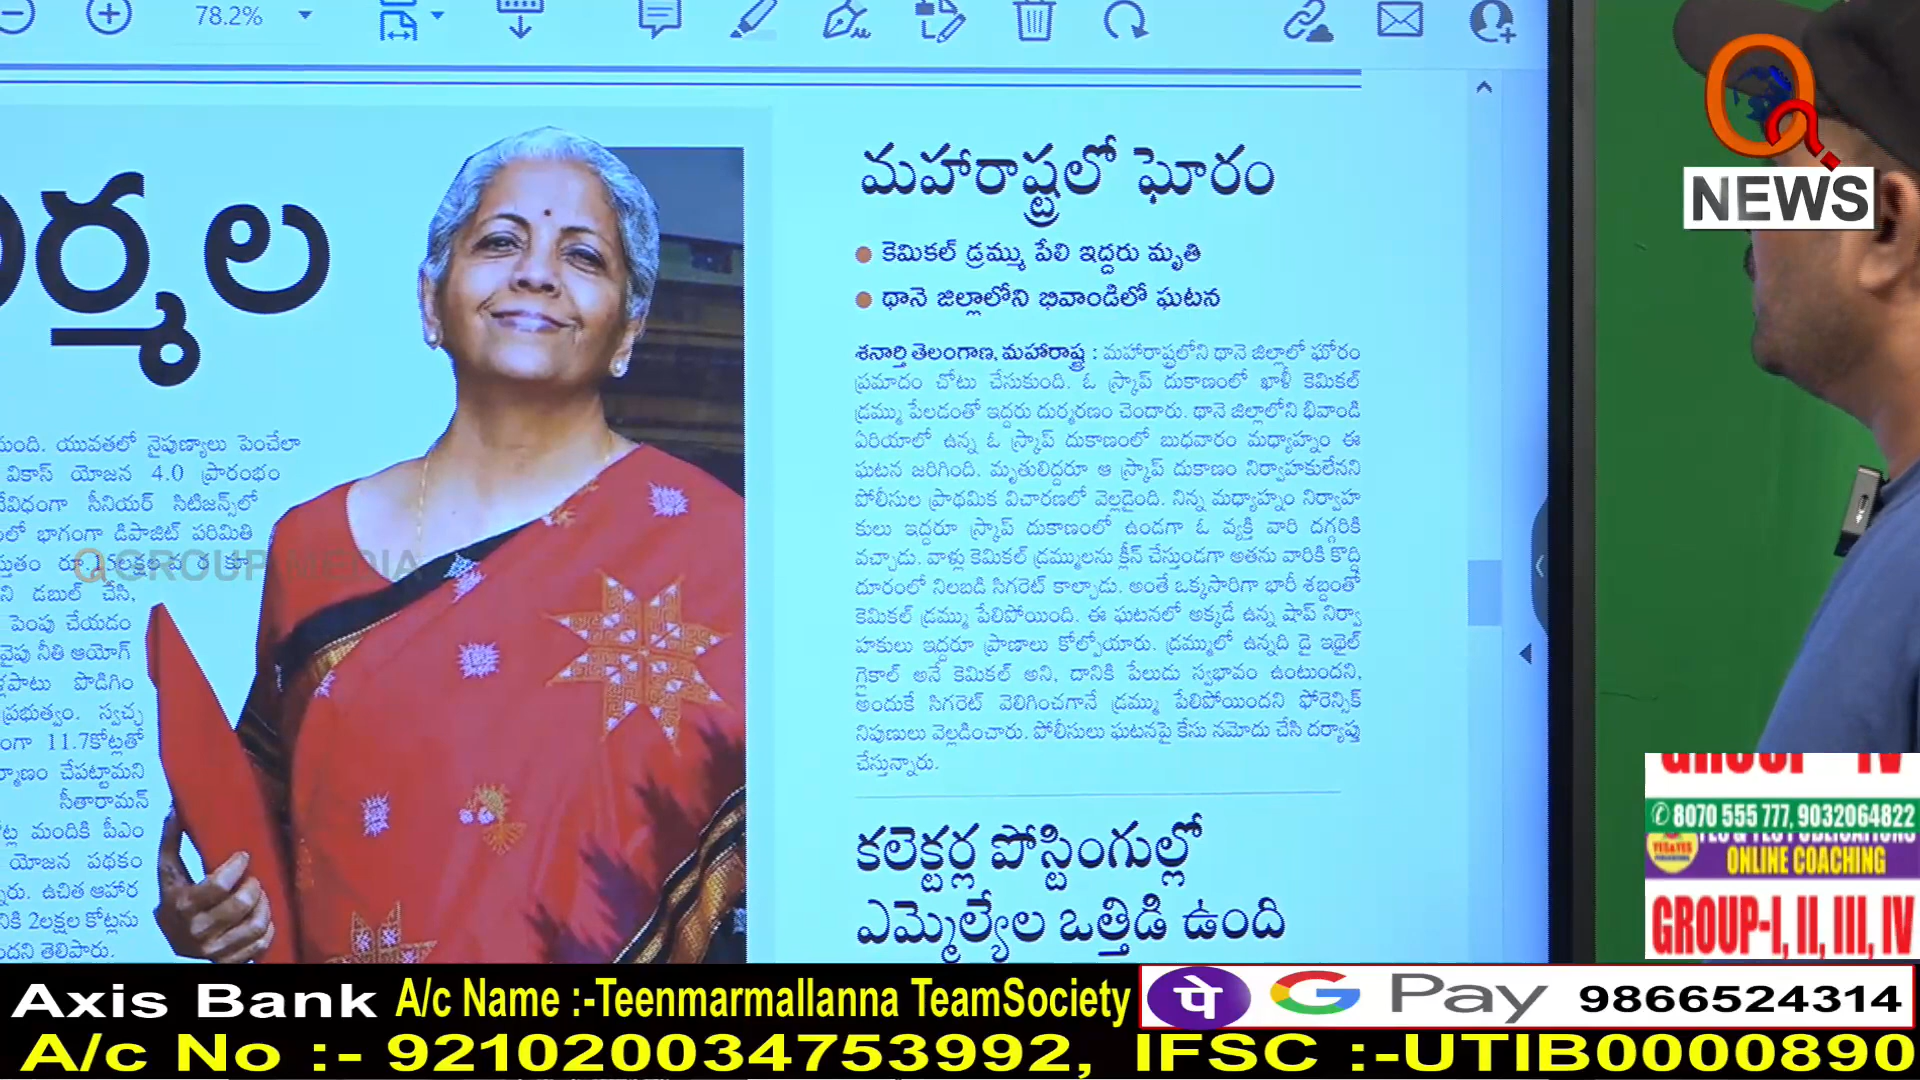 78.2%
NEWS
ర్మల
మహారాష్ట్రలో ఘోరం
కెమికల్ డ్రమ్ము పేలి ఇద్దరు మృతి
థానె జిల్లాలోని భివాండిలో ఘటన
శనార్తి తెలంగాణ, మహారాష్ట్ర : మహారాష్ట్రలోని థానె జిల్లాలో ఘోరం
ప్రమాదం చోటు చేసుకుంది. ఓ స్క్రాప్ దుకాణంలో ఖాళీ కెమికల్
డ్రమ్ము పేలడంతో ఇద్దరు దుర్మరణం చెందారు. థానె జిల్లాలోని భివాండి
ఏరియాలో ఉన్న ఓ స్క్రాప్ దుకాణంలో బుధవారం మధ్యాహ్నం ఈ
ఘటన జరిగింది. మృతులిద్దరూ ఆ స్క్రాప్ దుకాణం నిర్వాహకులేనని
పోలీసుల ప్రాథమిక విచారణలో వెల్లడైంది. నిన్న మధ్యాహ్నం నిర్వాహ
కులు ఇద్దరూ స్క్రాప్ దుకాణంలో ఉండగా ఓ వ్యక్తి వారి దగ్గరికి
వచ్చాడు. వాళ్లు కెమికల్ డ్రమ్ములను క్లీన్ చేస్తుండగా అతను వారికి కొద్ది
దూరంలో నిలబడి సిగరెట్ కాల్చాడు. అంతే ఒక్కసారిగా భారీ శబ్దంతో
కెమికల్ డ్రమ్ము పేలిపోయింది. ఈ ఘటనలో అక్కడే ఉన్న షాప్ నిర్వా
హకులు ఇద్దరూ ప్రాణాలు కోల్పోయారు. డ్రమ్ములో ఉన్నది డై ఇథైల్
గ్లైకాల్ అనే కెమికల్ అని, దానికి పేలుడు స్వభావం ఉంటుందని,
అందుకే సిగరెట్ వెలిగించగానే డ్రమ్ము పేలిపోయిందని ఫోరెన్సిక్
నిపుణులు వెల్లడించారు. పోలీసులు ఘటనపై కేసు నమోదు చేసి దర్యాప్తు
చేస్తున్నారు.
కలెక్టర్ల పోస్టింగుల్లో
ఎమ్మెల్యేల ఒత్తిడి ఉంది
యువతలో నైపుణ్యాలు పెంచేలా
వికాస్ యోజన 4.0 ప్రారంభం
సీనియర్ సిటిజన్స్‌లో
లో భాగంగా డిపాజిట్ పరిమితి
Q GROUP MEDIA
ని డబుల్ చేసి,
పెంపు చేయడం
వైపు నీతి ఆయోగ్
పొడిగిం
ప్రభుత్వం. స్వచ్ఛ
11.7కోట్లతో
చేపట్టామని
సీతారామన్
మందికి పీఎం
యోజన పథకం
ఉచిత ఆహార
2లక్షల కోట్లను
తెలిపారు.
8070 555 777, 9032064822
ONLINE COACHING
GROUP-I, II, III, IV
Axis Bank A/c Name :-Teenmarmallanna TeamSociety
पे G Pay 9866524314
A/c No :- 921020034753992, IFSC :-UTIB0000890